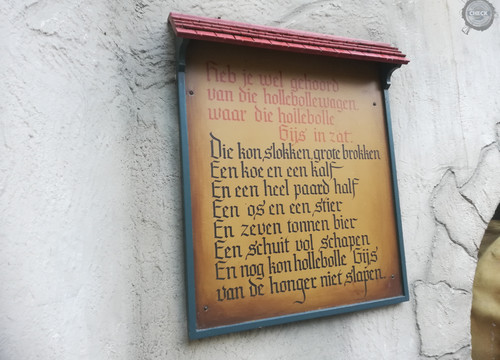 Heb je wel gehoord
van die hollebollewagen,
waar die hollebolle
Gijs in zat.
Die kon slokken, grote brokken
Een koe en een kalf
En een heel paard half
Een os en een stier
En zeven tonnen bier
Een schuit vol schapen
En nog kon hollebolle Gijs
van de honger niet slapen.
CHECK